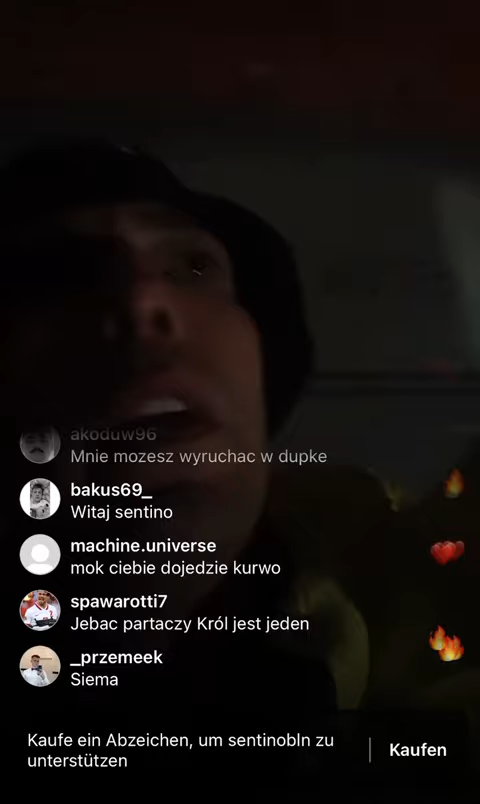 akoduw96
Mnie mozesz wyruchac w dupke
bakus69_
Witaj sentino
machine.universe
mok ciebie dojedzie kurwo
spawarotti7
Jebac partaczy Król jest jeden
_przemeek
Siema
Kaufe ein Abzeichen, um sentinobln zu
unterstützen
Kaufen